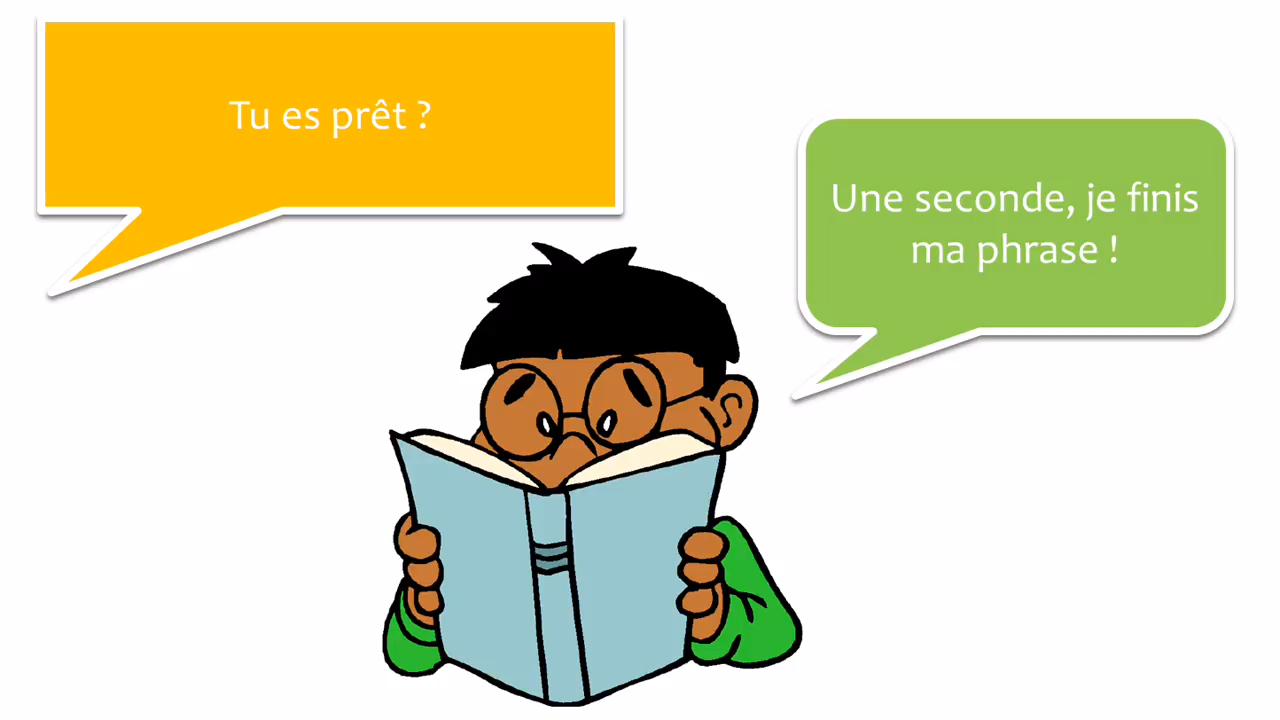 Tu es prêt ?
Une seconde, je finis
ma phrase !